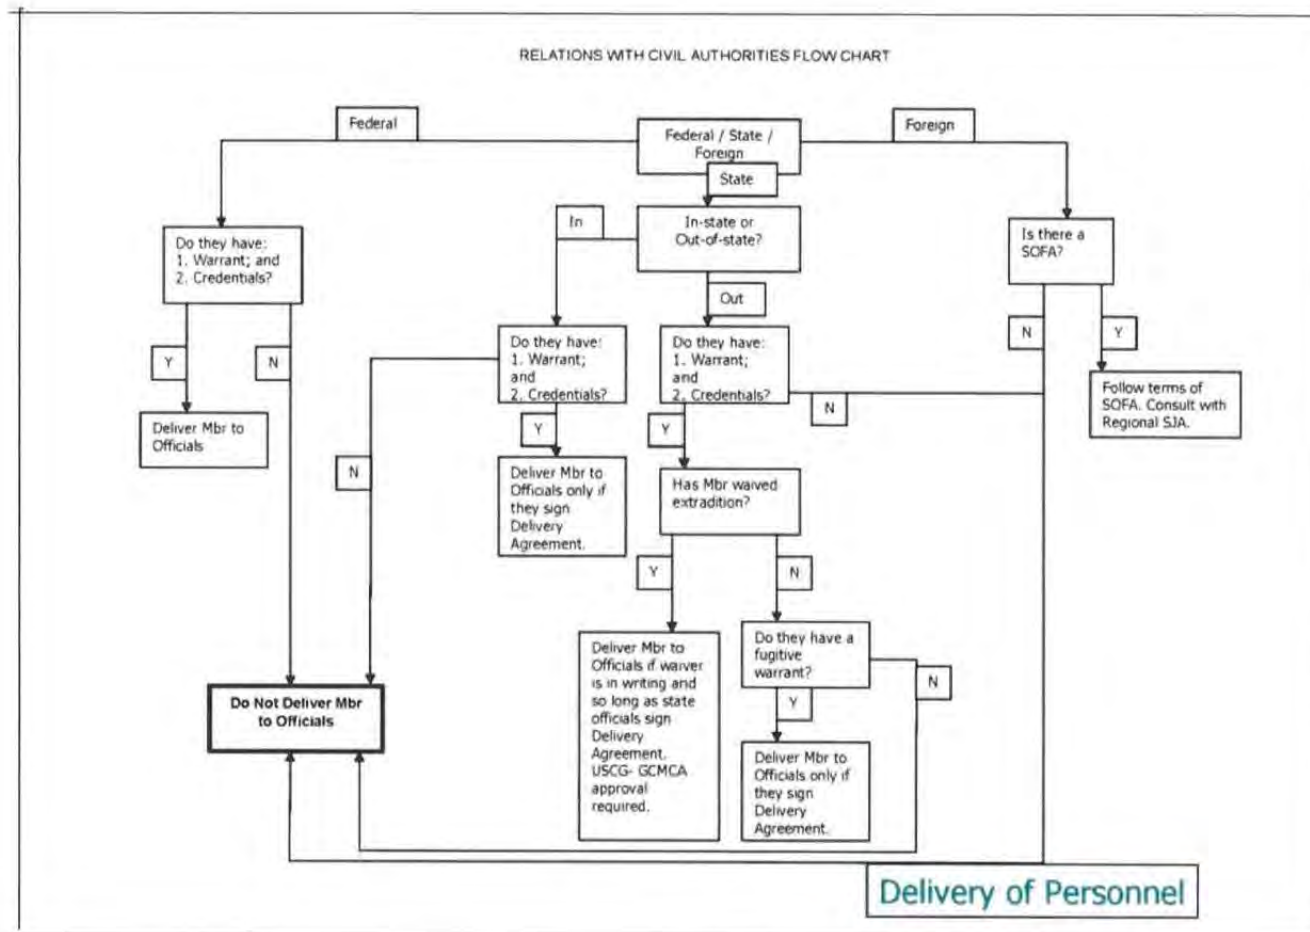 RELATIONS WITH CIVIL AUTHORITIES FLOW CHART
Federal
Federal / State /
Foreign
Foreign
State
In
In-state or
Out-of-state?
Is there a
SOFA?
Do they have:
1. Warrant; and
2. Credentials?
Out
Y
N
Do they have:
1. Warrant;
and
2. Credentials?
Do they have:
1. Warrant;
and
2. Credentials?
N
Y
Deliver Mbr to
Officials
N
Y
Y
N
Follow terms of
SOFA. Consult with
Regional SJA.
Deliver Mbr to
Officials only if
they sign
Delivery
Agreement.
Has Mbr waived
extradition?
Y
N
Do Not Deliver Mbr
to Officials
Deliver Mbr to
Officials if waiver
is in writing and
so long as state
officials sign
Delivery
Agreement.
USCG- GCMCA
approval
required.
Do they have a
fugitive
warrant?
N
Y
Deliver Mbr to
Officials only if
they sign
Delivery
Agreement.
Delivery of Personnel